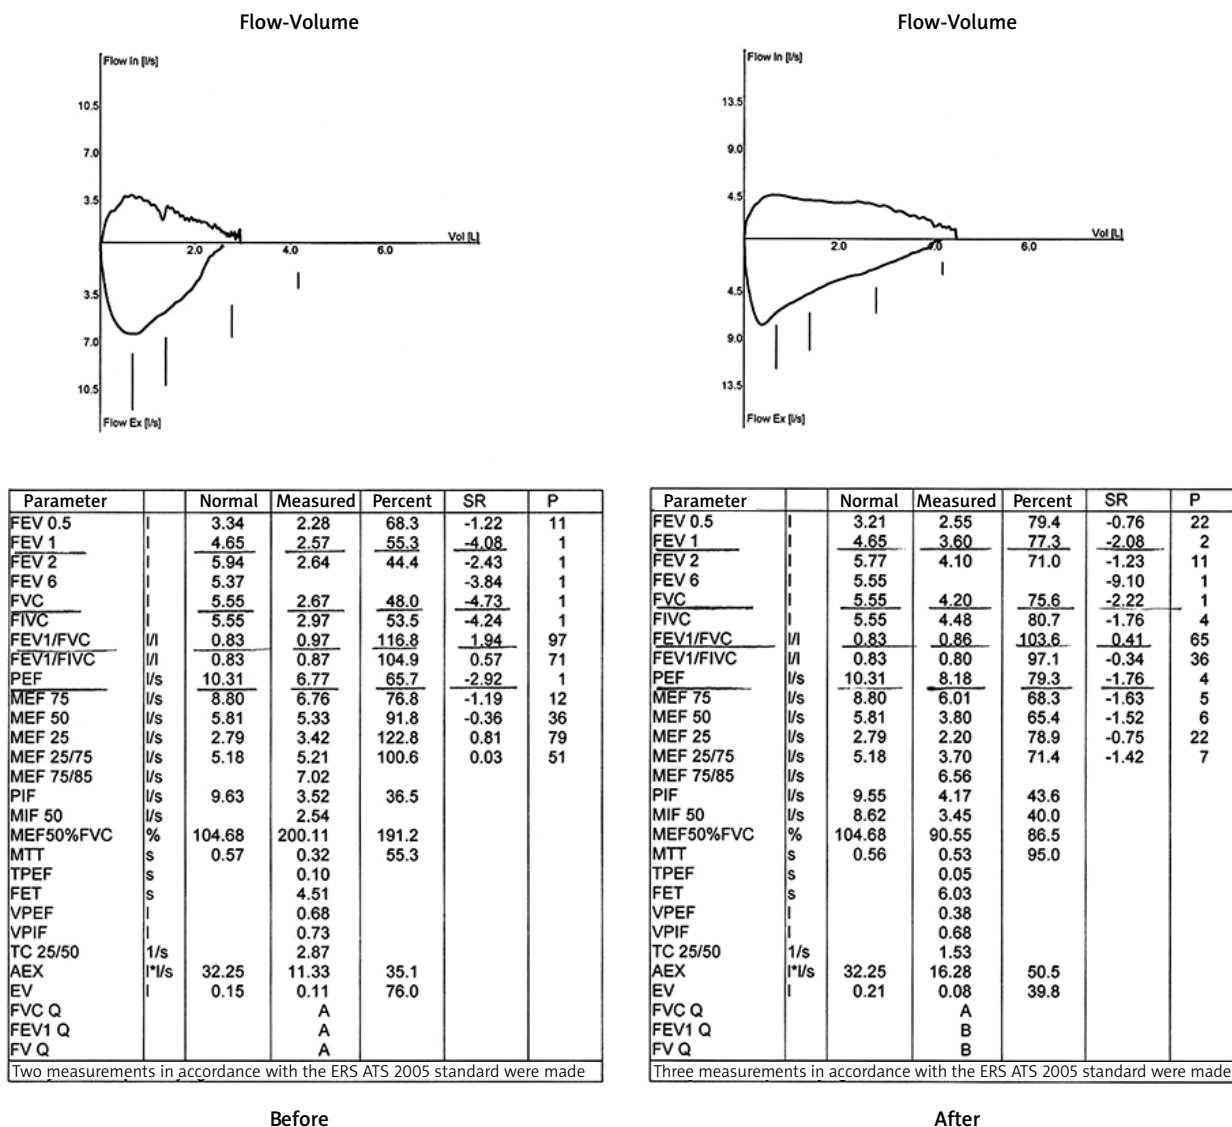 Flow-Volume
Flow In [l/s]
10.5
7.0
3.5
Vol [L]
2.0 4.0 6.0
3.5
7.0
10.5
Flow Ex [l/s]
Parameter Normal Measured Percent SR P
FEV 0.5 l 3.34 2.28 68.3 -1.22 11
FEV 1 l 4.65 2.57 55.3 -4.08 1
FEV 2 l 5.94 2.64 44.4 -2.43 1
FEV 6 l 5.37 -3.84 1
FVC l 5.55 2.67 48.0 -4.73 1
FIVC l 5.55 2.97 53.5 -4.24 1
FEV1/FVC l/l 0.83 0.97 116.8 1.94 97
FEV1/FIVC l/l 0.83 0.87 104.9 0.57 71
PEF l/s 10.31 6.77 65.7 -2.92 1
MEF 75 l/s 8.80 6.76 76.8 -1.19 12
MEF 50 l/s 5.81 5.33 91.8 -0.36 36
MEF 25 l/s 2.79 3.42 122.8 0.81 79
MEF 25/75 l/s 5.18 5.21 100.6 0.03 51
MEF 75/85 l/s 7.02
PIF l/s 9.63 3.52 36.5
MIF 50 l/s 2.54
MEF50%FVC % 104.68 200.11 191.2
MTT s 0.57 0.32 55.3
TPEF s 0.10
FET s 4.51
VPEF l 0.68
VPIF l 0.73
TC 25/50 1/s 2.87
AEX l*l/s 32.25 11.33 35.1
EV l 0.15 0.11 76.0
FVC Q A
FEV1 Q A
FV Q A
Two measurements in accordance with the ERS ATS 2005 standard were made
Before
Flow-Volume
Flow In [l/s]
13.5
9.0
4.5
Vol [L]
2.0 4.0 6.0
4.5
9.0
13.5
Flow Ex [l/s]
Parameter Normal Measured Percent SR P
FEV 0.5 l 3.21 2.55 79.4 -0.76 22
FEV 1 l 4.65 3.60 77.3 -2.08 2
FEV 2 l 5.77 4.10 71.0 -1.23 11
FEV 6 l 5.55 -9.10 1
FVC l 5.55 4.20 75.6 -2.22 1
FIVC l 5.55 4.48 80.7 -1.76 4
FEV1/FVC l/l 0.83 0.86 103.6 0.41 65
FEV1/FIVC l/l 0.83 0.80 97.1 -0.34 36
PEF l/s 10.31 8.18 79.3 -1.76 4
MEF 75 l/s 8.80 6.01 68.3 -1.63 5
MEF 50 l/s 5.81 3.80 65.4 -1.52 6
MEF 25 l/s 2.79 2.20 78.9 -0.75 22
MEF 25/75 l/s 5.18 3.70 71.4 -1.42 7
MEF 75/85 l/s 6.56
PIF l/s 9.55 4.17 43.6
MIF 50 l/s 8.62 3.45 40.0
MEF50%FVC % 104.68 90.55 86.5
MTT s 0.56 0.53 95.0
TPEF s 0.05
FET s 6.03
VPEF l 0.38
VPIF l 0.68
TC 25/50 1/s 1.53
AEX l*l/s 32.25 16.28 50.5
EV l 0.21 0.08 39.8
FVC Q A
FEV1 Q B
FV Q B
Three measurements in accordance with the ERS ATS 2005 standard were made
After